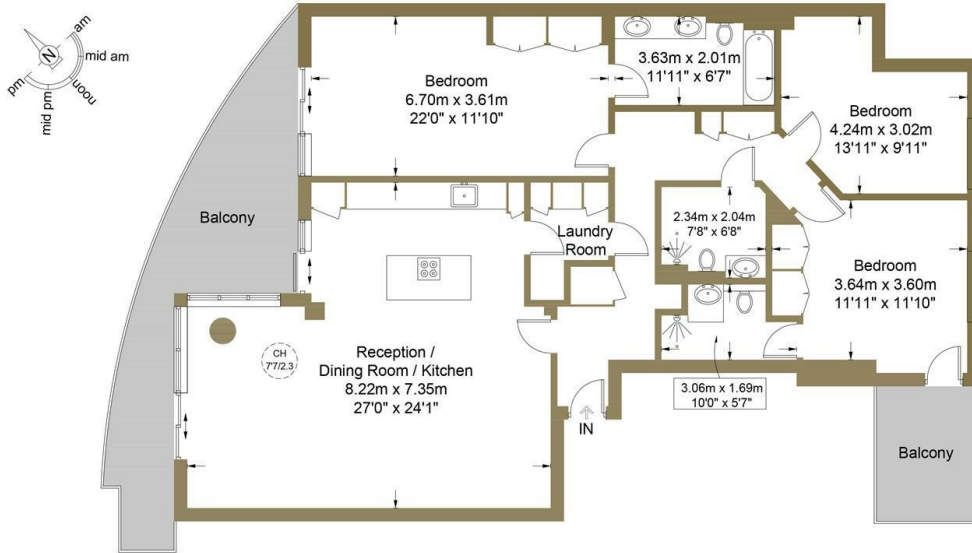 N
am
mid am
noon
mid pm
pm
Bedroom
6.70m x 3.61m
22'0" x 11'10"
3.63m x 2.01m
11'11" x 6'7"
Bedroom
4.24m x 3.02m
13'11" x 9'11"
Balcony
Laundry
Room
2.34m x 2.04m
7'8" x 6'8"
Bedroom
3.64m x 3.60m
11'11" x 11'10"
CH
7'7/2.3
Reception /
Dining Room / Kitchen
8.22m x 7.35m
27'0" x 24'1"
3.06m x 1.69m
10'0" x 5'7"
IN
Balcony